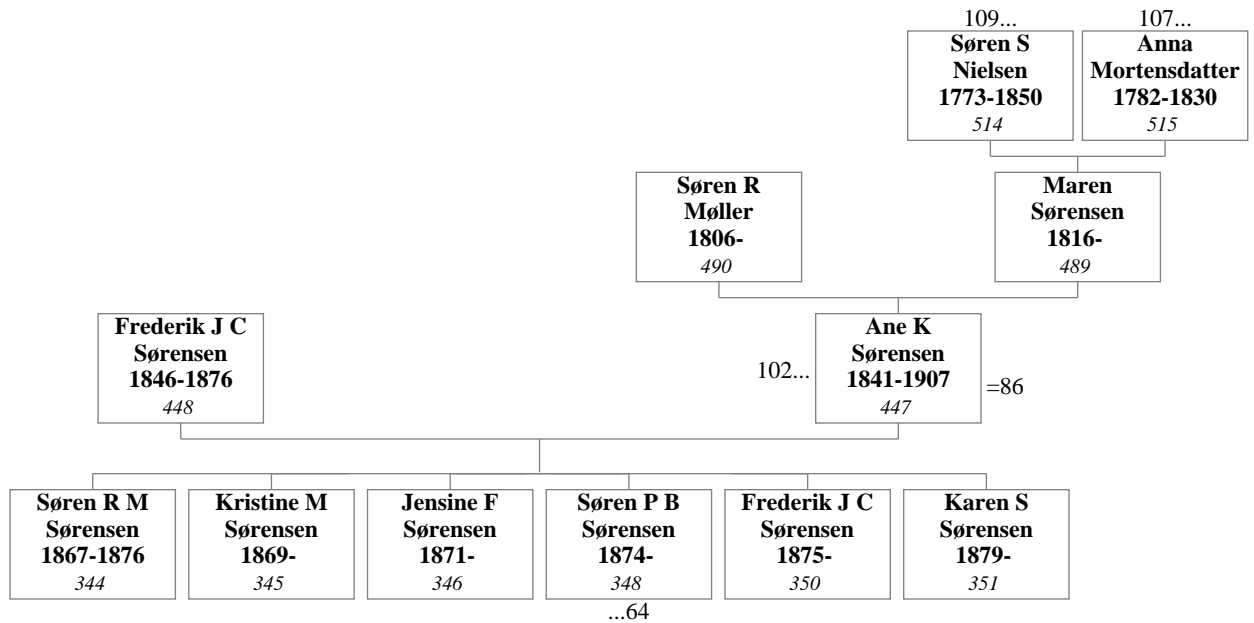 109...
Søren S
Nielsen
1773-1850
514
107...
Anna
Mortensdatter
1782-1830
515
Søren R
Møller
1806-
490
Maren
Sørensen
1816-
489
Frederik J C
Sørensen
1846-1876
448
102...
Ane K
Sørensen
1841-1907
447
=86
Søren R M
Sørensen
1867-1876
344
Kristine M
Sørensen
1869-
345
Jensine F
Sørensen
1871-
346
Søren P B
Sørensen
1874-
348
...64
Frederik J C
Sørensen
1875-
350
Karen S
Sørensen
1879-
351